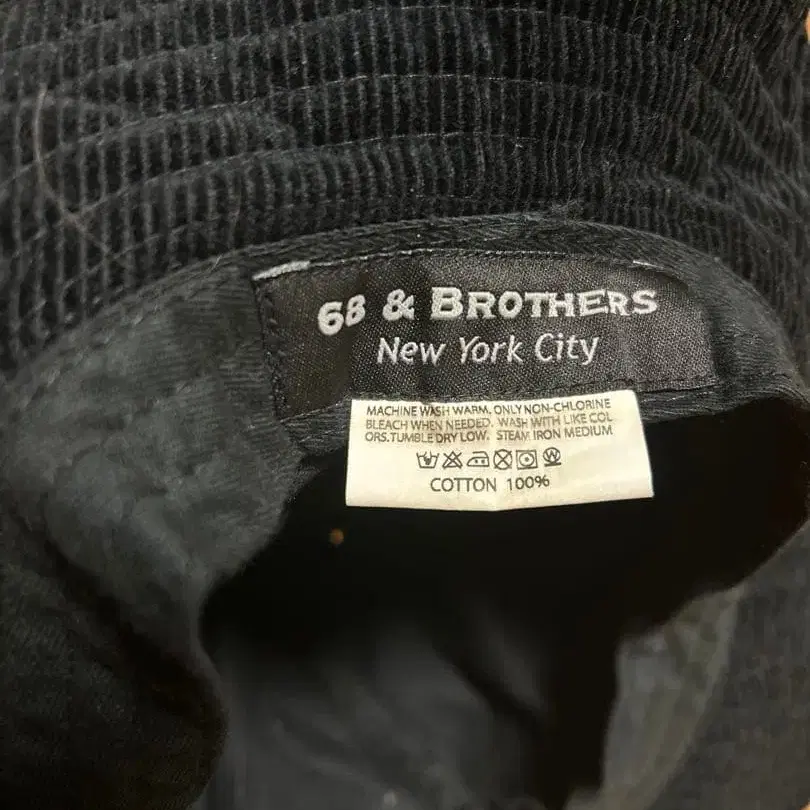 68 & BROTHERS
New York City
MACHINE WASH WARM. ONLY NON-CHLORINE
BLEACH WHEN NEEDED. WASH WITH LIKE COL
ORS.TUMBLE DRY LOW. STEAM IRON MEDIUM
COTTON 100%